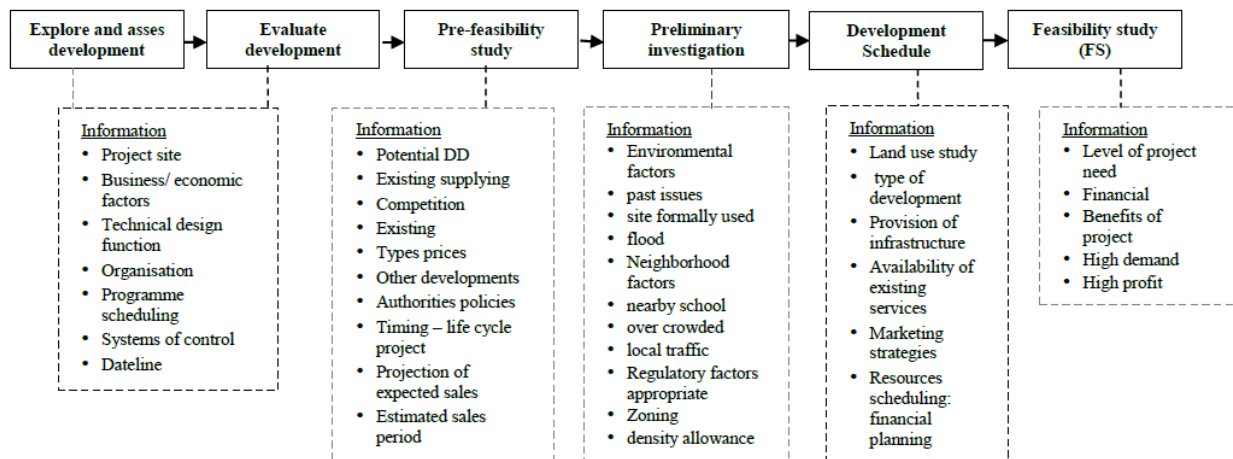 Explore and asses
development
Evaluate
development
Pre-feasibility
study
Preliminary
investigation
Development
Schedule
Feasibility study
(FS)
Information
• Project site
• Business/ economic
factors
• Technical design
function
• Organisation
• Programme
scheduling
• Systems of control
• Dateline
Information
• Potential DD
• Existing supplying
• Competition
• Existing
• Types prices
• Other developments
• Authorities policies
• Timing – life cycle
project
• Projection of
expected sales
• Estimated sales
period
Information
• Environmental
factors
• past issues
• site formally used
• flood
• Neighborhood
factors
• nearby school
• over crowded
• local traffic
• Regulatory factors
appropriate
• Zoning
• density allowance
Information
• Land use study
• type of
development
• Provision of
infrastructure
• Availability of
existing
services
• Marketing
strategies
• Resources
scheduling:
financial
planning
Information
• Level of project
need
• Financial
• Benefits of
project
• High demand
• High profit